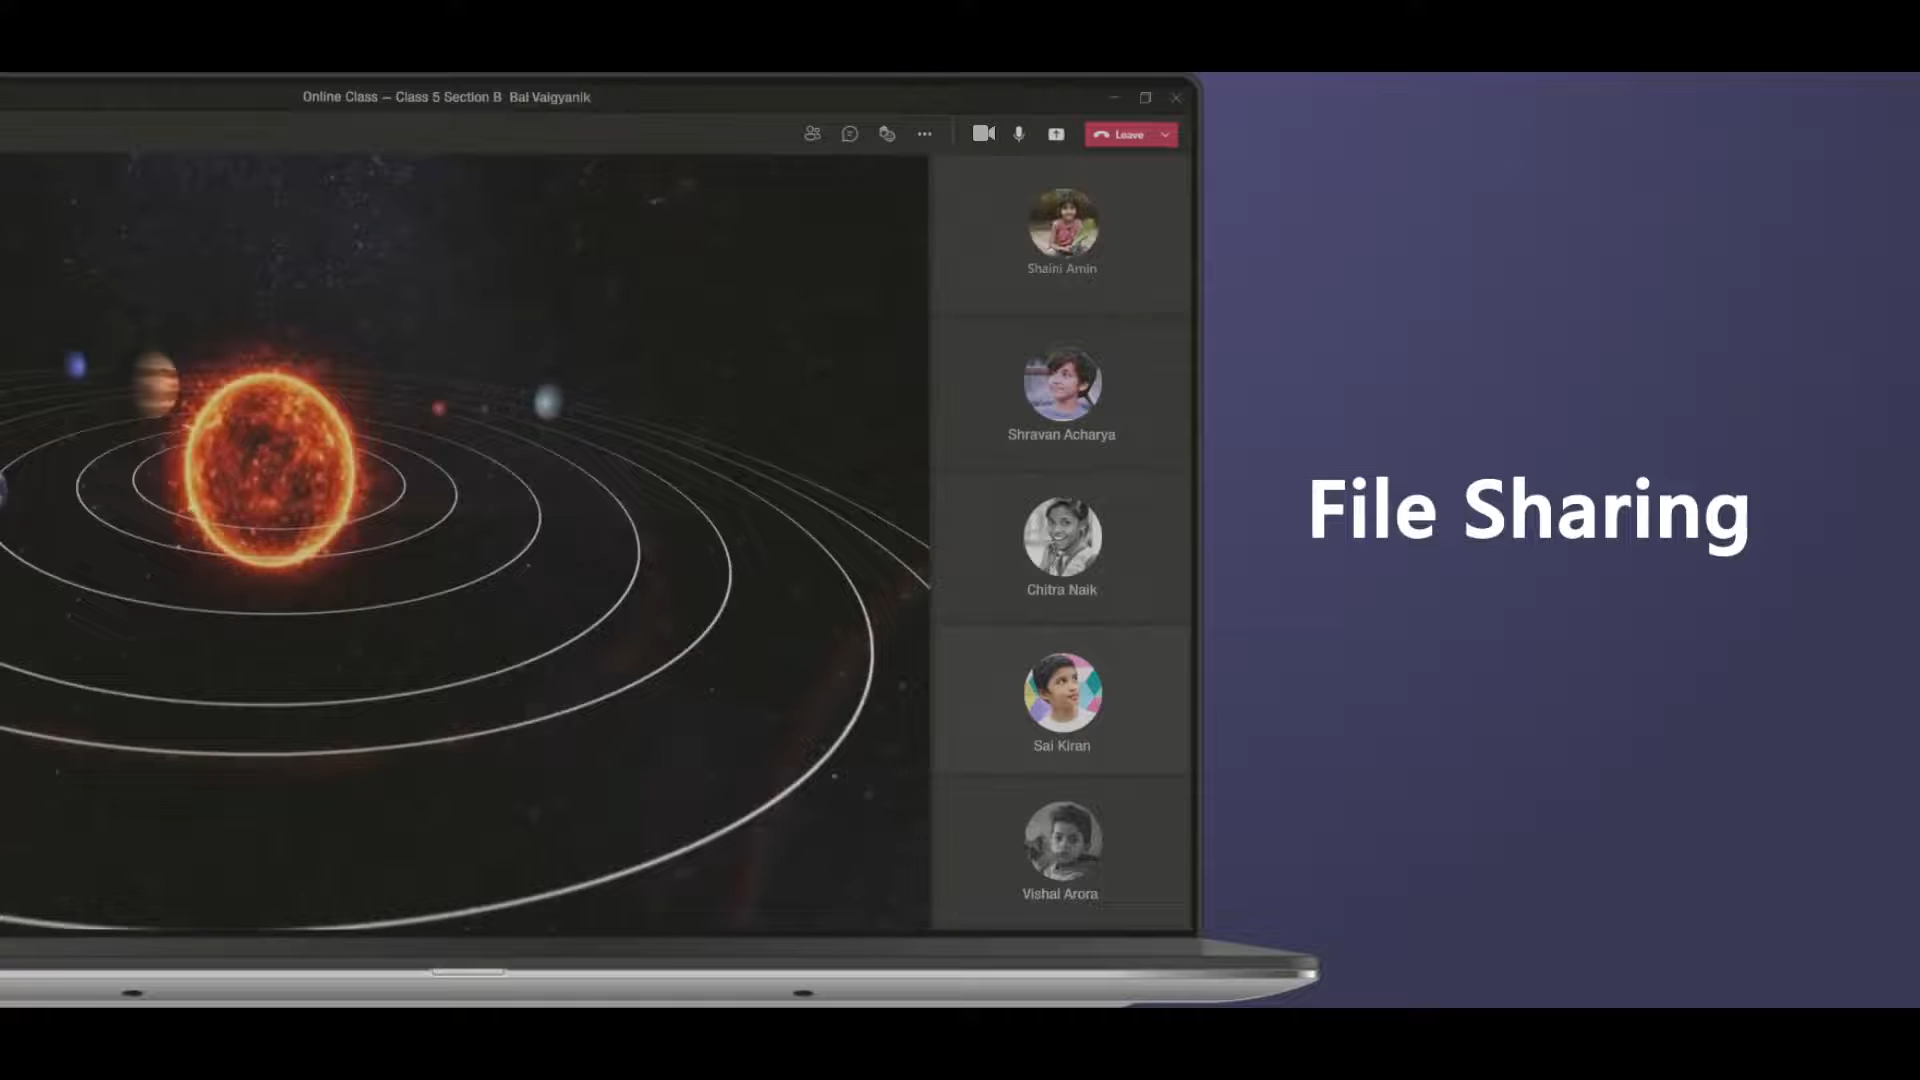 Online Class – Class 5 Section B Bal Vaigyanik
Leave
Shaini Amin
Shravan Acharya
Chitra Naik
Sai Kiran
Vishal Arora
File Sharing